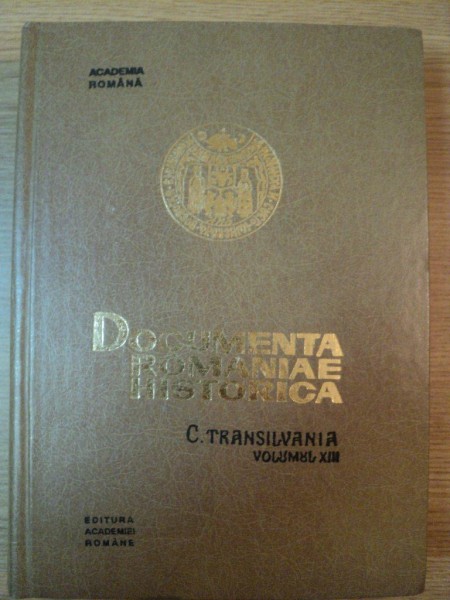 ACADEMIA
ROMÂNĂ
DOCUMENTA
ROMANIAE
HISTORICA
C. TRANSILVANIA
VOLUMUL XIII
EDITURA
ACADEMIEI
ROMÂNE